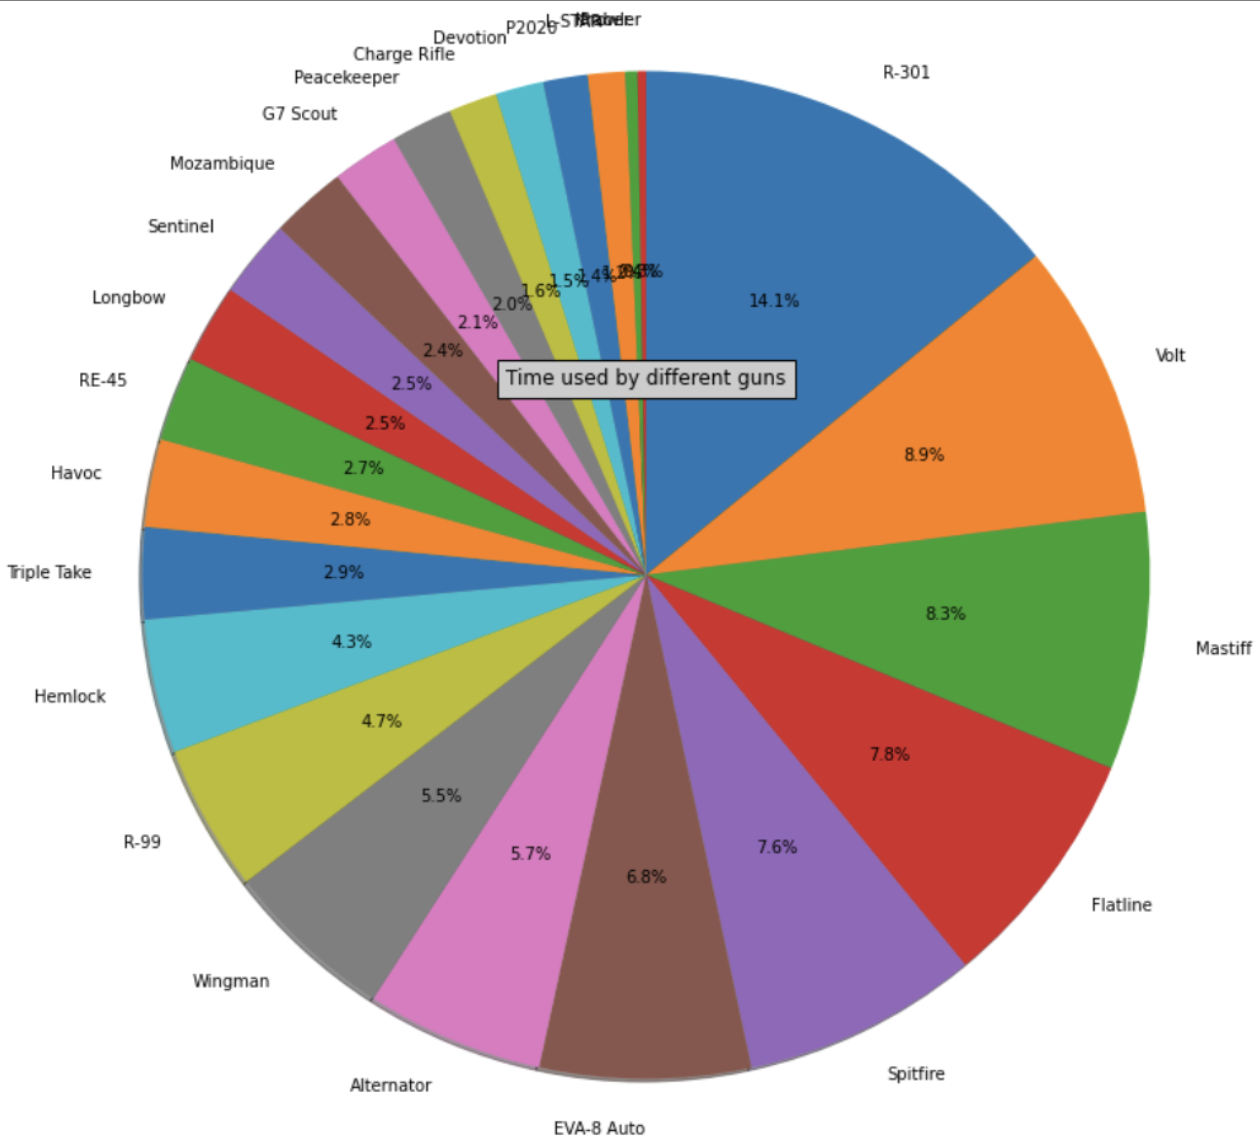 R-301
14.1%
Volt
8.9%
Mastiff
8.3%
Flatline
7.8%
Spitfire
7.6%
EVA-8 Auto
6.8%
Alternator
5.7%
Wingman
5.5%
R-99
4.7%
Hemlock
4.3%
Triple Take
2.9%
Havoc
2.8%
RE-45
2.7%
Longbow
2.5%
Sentinel
2.5%
Mozambique
2.4%
G7 Scout
2.1%
Peacekeeper
2.0%
Charge Rifle
1.6%
Devotion
1.5%
P2020
1.4%
Time used by different guns